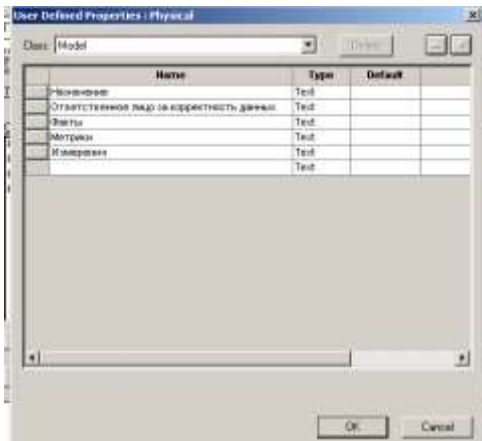 User Defined Properties : Physical
Class: Model Delete
Name Type Default
Назначение Text
Ответственное лицо за корректность данных Text
Факты Text
Метрики Text
Измерения Text
Text
OK Cancel